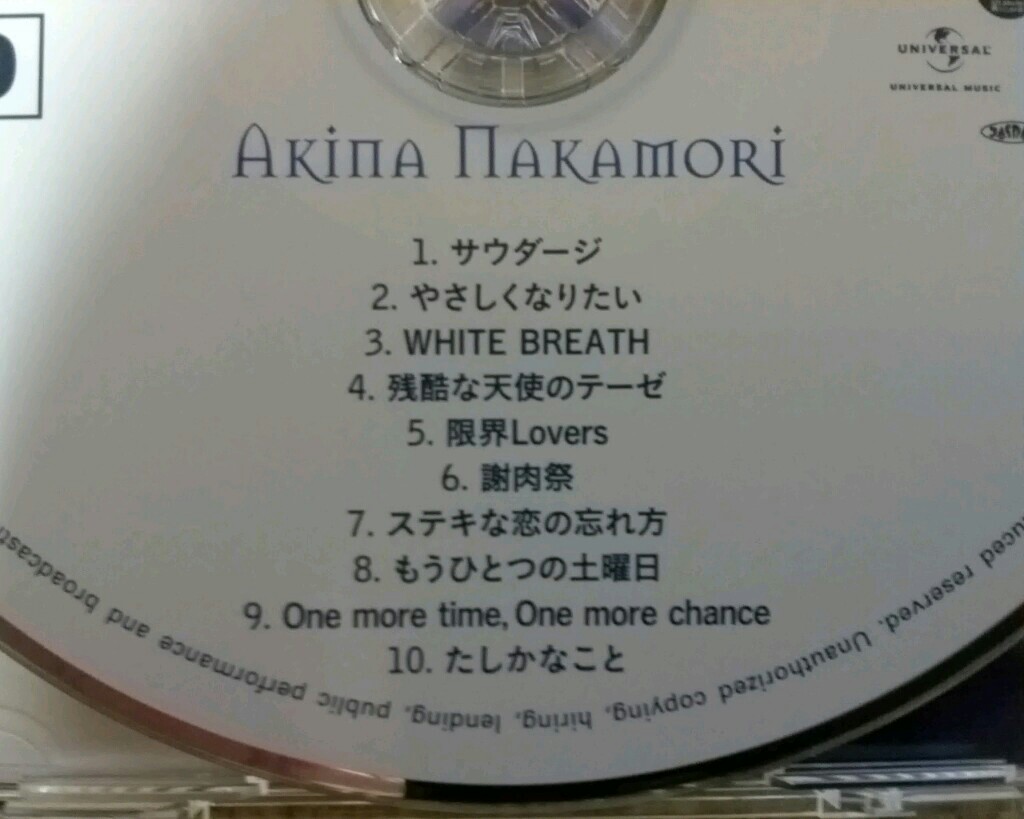 UNIVERSAL
UNIVERSAL MUSIC
AKINA NAKAMORI
1. サウダージ
2. やさしくなりたい
3. WHITE BREATH
4. 残酷な天使のテーゼ
5. 限界Lovers
6. 謝肉祭
7. ステキな恋の忘れ方
8. もうひとつの土曜日
9. One more time, One more chance
10. たしかなこと
reserved. Unauthorized copying, hiring, lending, public performance and